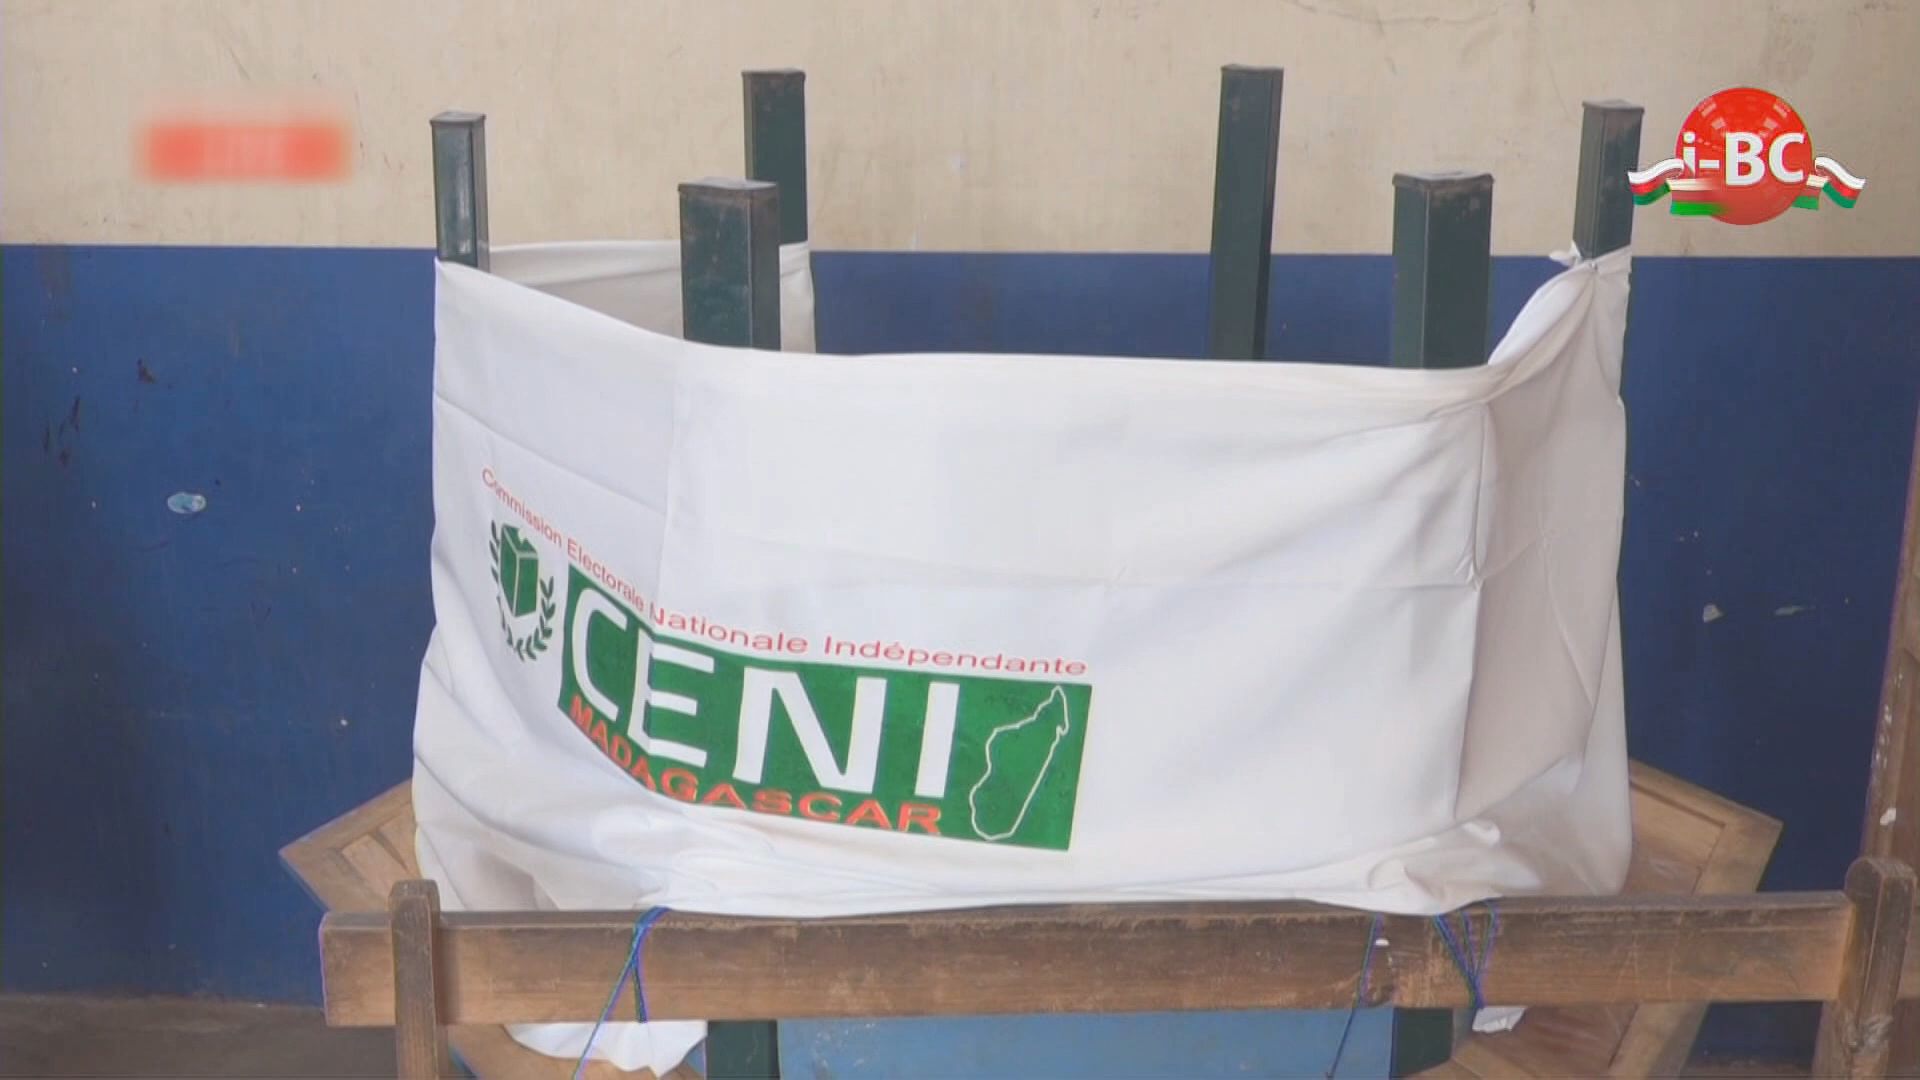 i-BC
Commission Electorale Nationale Indépendante
CENI
MADAGASCAR